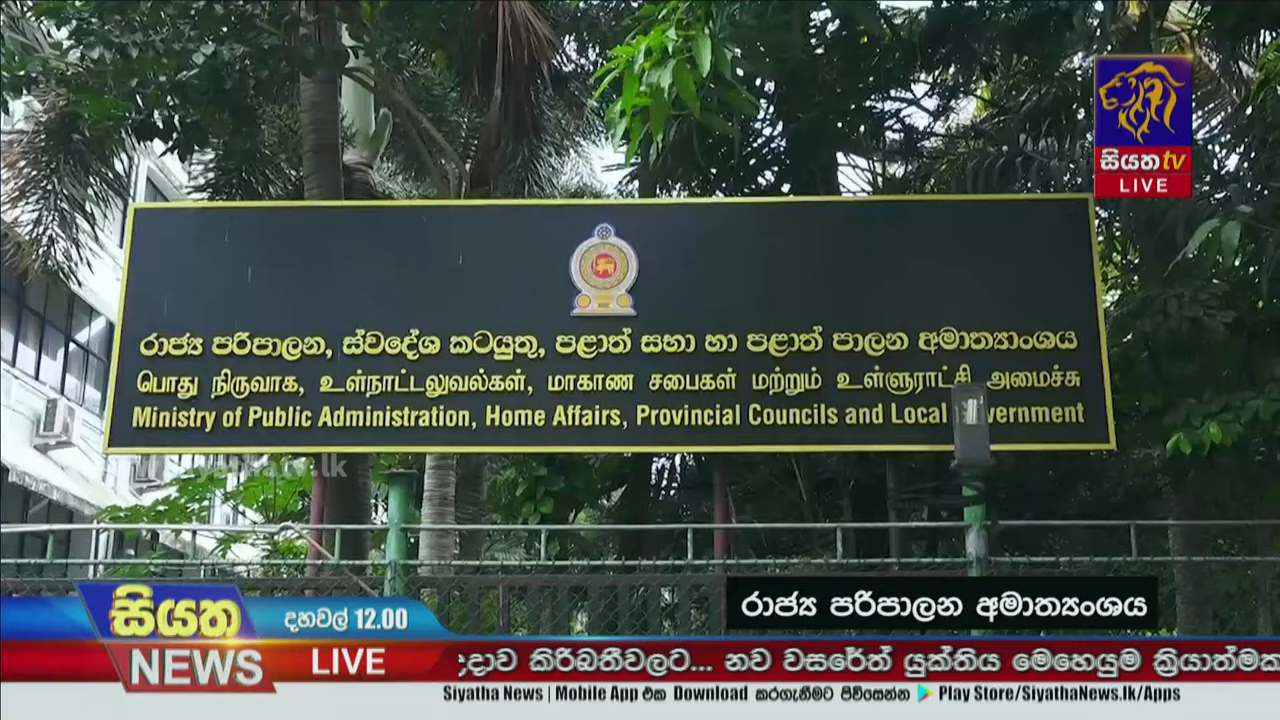 සියත tv
LIVE
රාජ්‍ය පරිපාලන, ස්වදේශ කටයුතු, පළාත් සභා හා පළාත් පාලන අමාත්‍යාංශය
பொது நிருவாக, உள்நாட்டலுவல்கள், மாகாண சபைகள் மற்றும் உள்ளூராட்சி அமைச்சு
Ministry of Public Administration, Home Affairs, Provincial Councils and Local
රාජ්‍ය පරිපාලන අමාත්‍යංශය
සියත
දහවල් 12.00
NEWS
LIVE
කිරිබතීවලට... නව වසරේත් යුක්තිය මෙහෙයුම
Siyatha News | Mobile App එක Download කරගැනීමට පිවිසෙන්න Play Store/SiyathaNews.lk/Apps